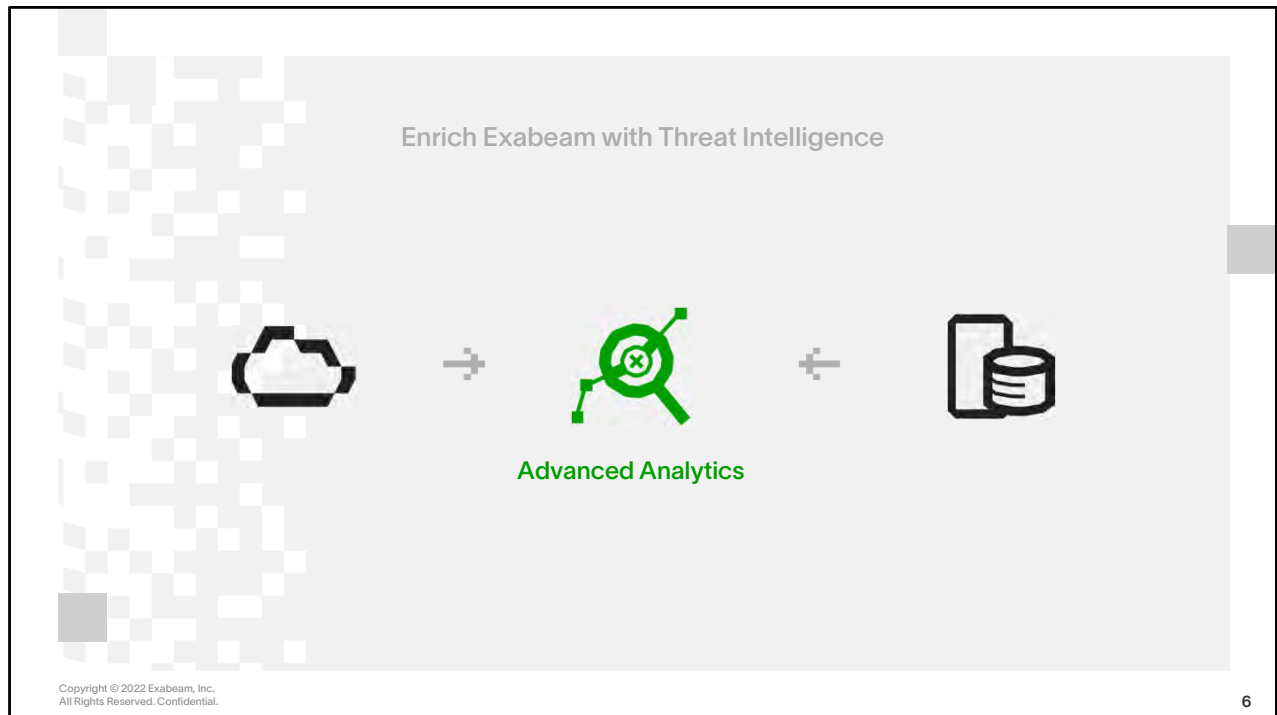 Enrich Exabeam with Threat Intelligence
Advanced Analytics
Copyright © 2022 Exabeam, Inc.
All Rights Reserved. Confidential.
6